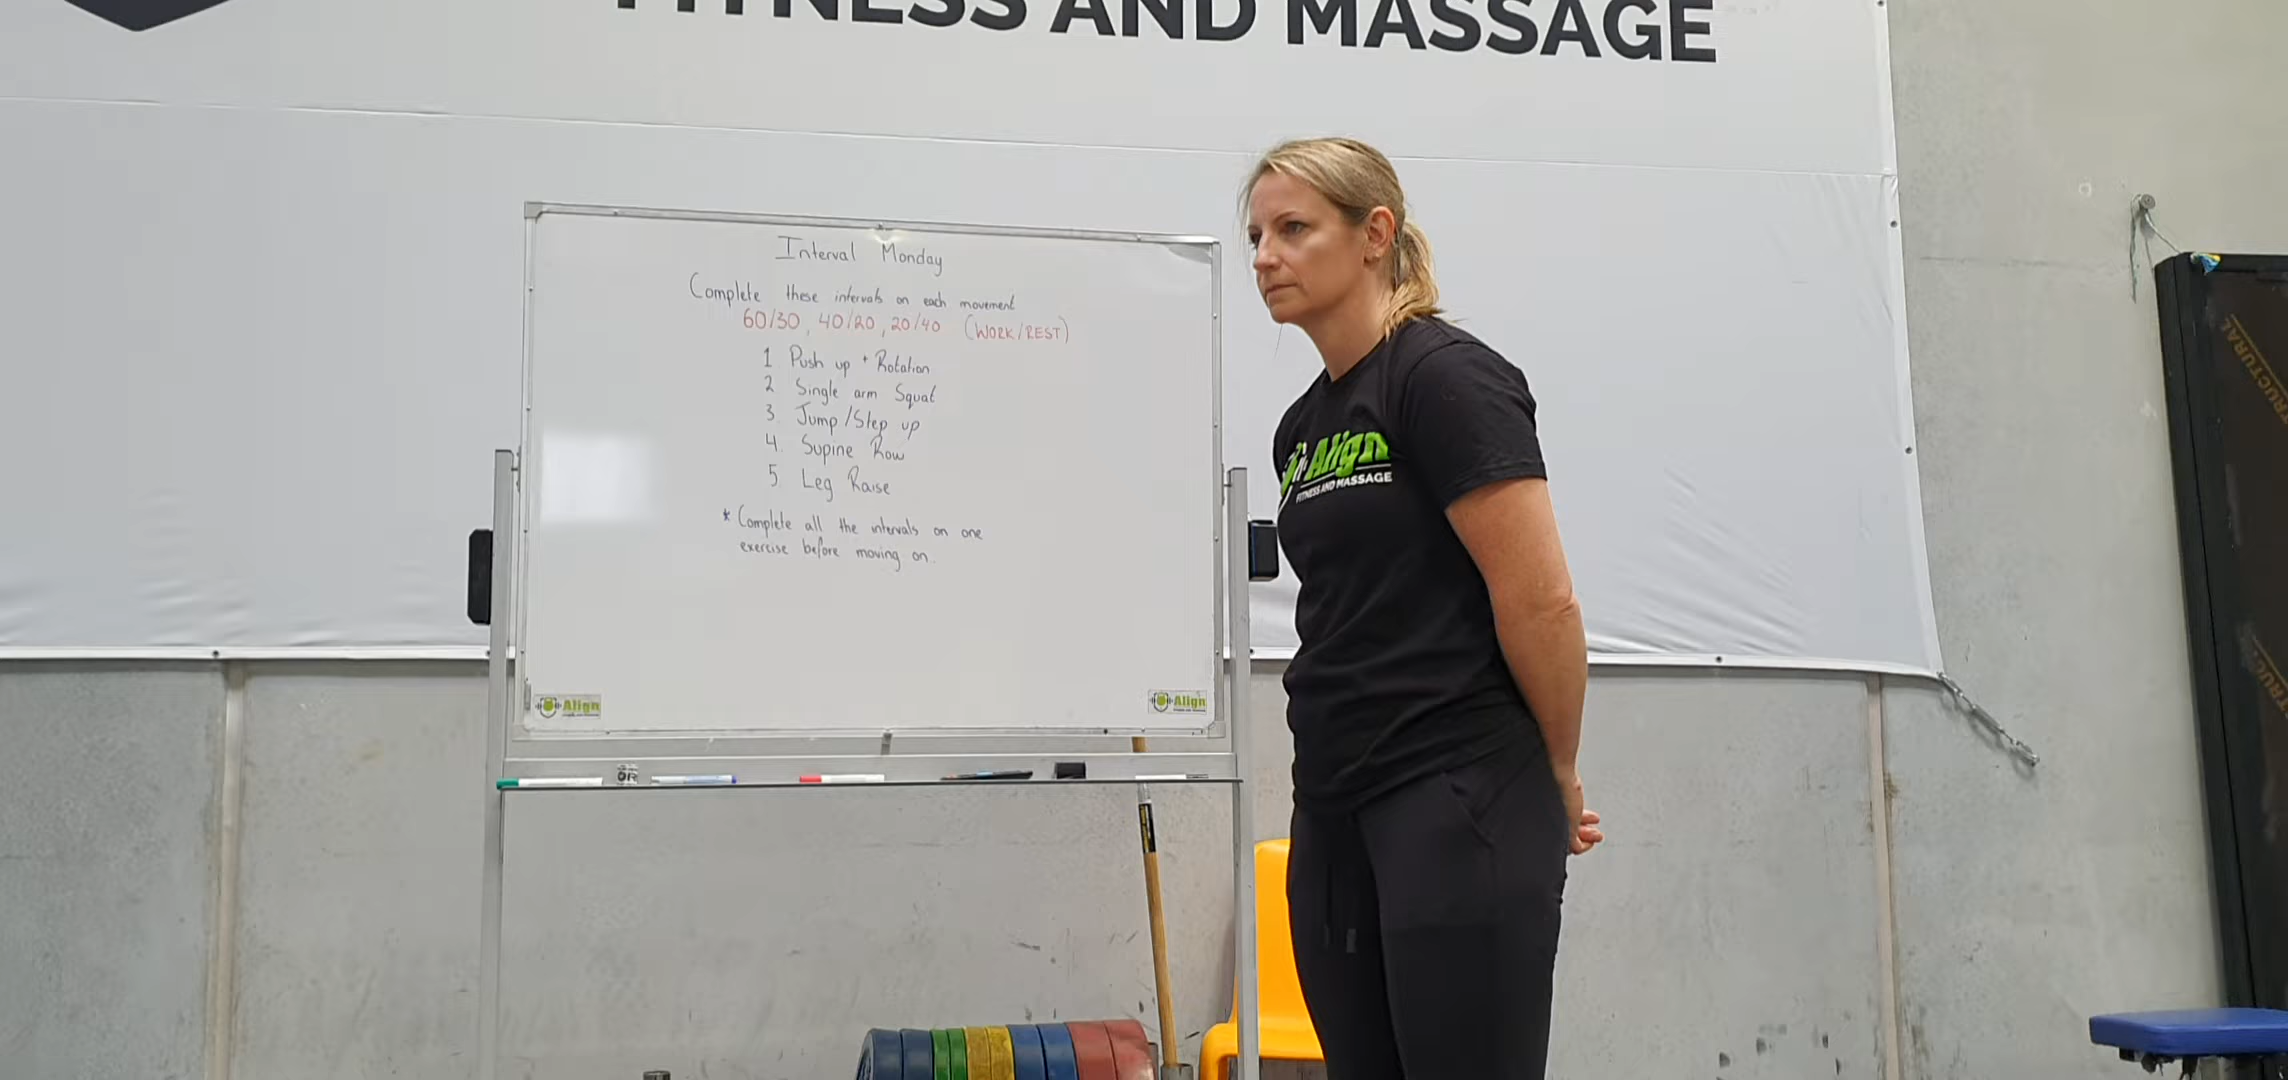 FITNESS AND MASSAGE
Interval Monday
Complete these intervals on each movement
60/30, 40/20, 20/40 (WORK/REST)
1 Push up + Rotation
2 Single arm Squat
3. Jump/Step up
4. Supine Row
5 Leg Raise
* Complete all the intervals on one
exercise before moving on.
Align
Align
Align
FITNESS AND MASSAGE